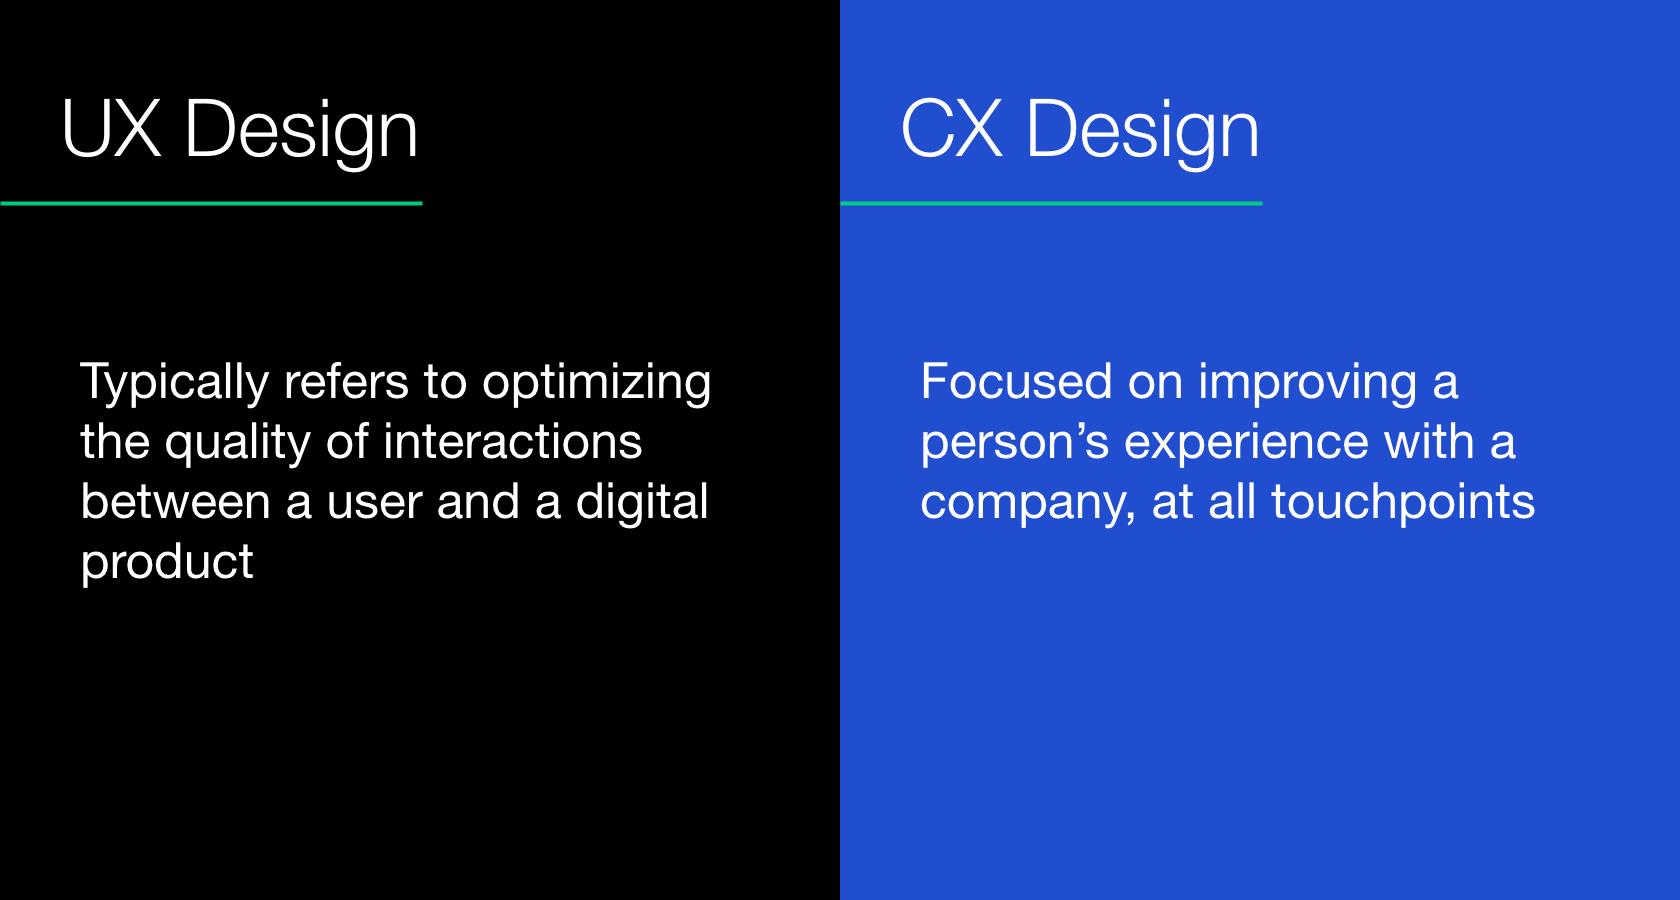 UX Design
Typically refers to optimizing
the quality of interactions
between a user and a digital
product
CX Design
Focused on improving a
person’s experience with a
company, at all touchpoints